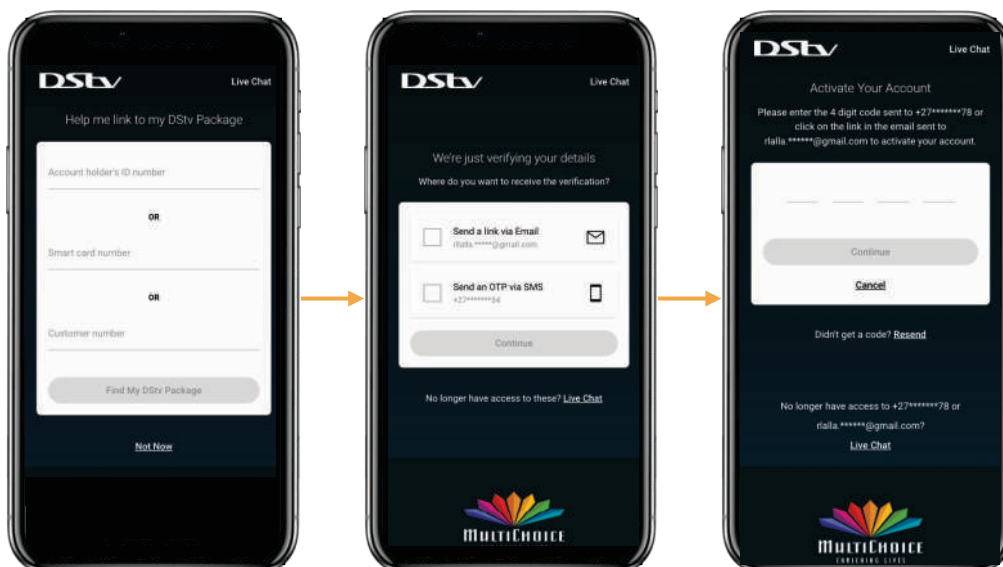 DStv
Live Chat
Help me link to my DStv Package
Account holder's ID number
OR
Smart card number
OR
Customer number
Find My DStv Package
Not Now
DStv
Live Chat
We're just verifying your details
Where do you want to receive the verification?
Send a link via Email
rlalla.*****@gmail.com
Send an OTP via SMS
+27*******54
Continue
No longer have access to these? Live Chat
MULTICHOICE
DStv
Live Chat
Activate Your Account
Please enter the 4 digit code sent to +27*******78 or
click on the link in the email sent to
rlalla.******@gmail.com to activate your account.
Continue
Cancel
Didn't get a code? Resend
No longer have access to +27*******78 or
rlalla.******@gmail.com?
Live Chat
MULTICHOICE
ENRICHING LIVES